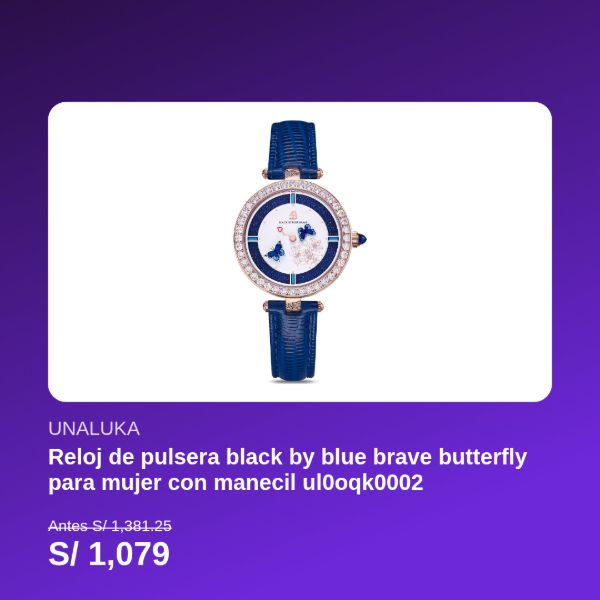 UNALUKA
Reloj de pulsera black by blue brave butterfly
para mujer con manecil ul0oqk0002
Antes S/ 1,381.25
S/ 1,079